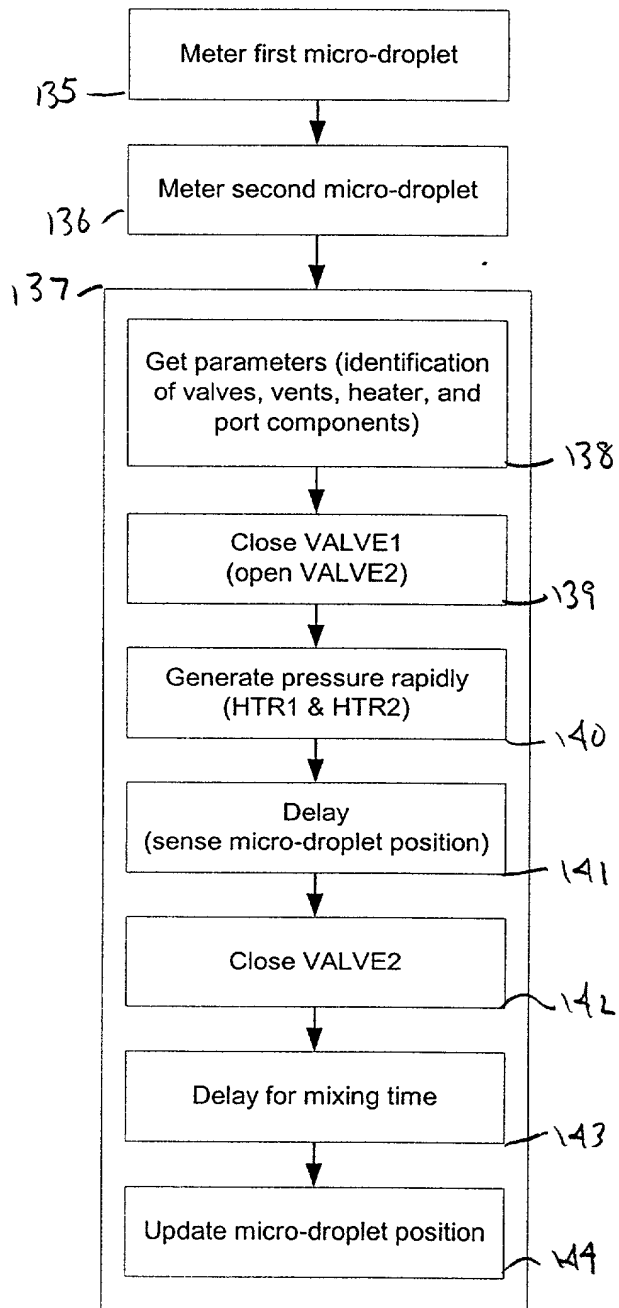 Meter first micro-droplet
135
Meter second micro-droplet
136
137
Get parameters (identification
of valves, vents, heater, and
port components)
138
Close VALVE1
(open VALVE2)
139
Generate pressure rapidly
(HTR1 & HTR2)
140
Delay
(sense micro-droplet position)
141
Close VALVE2
142
Delay for mixing time
143
Update micro-droplet position
144